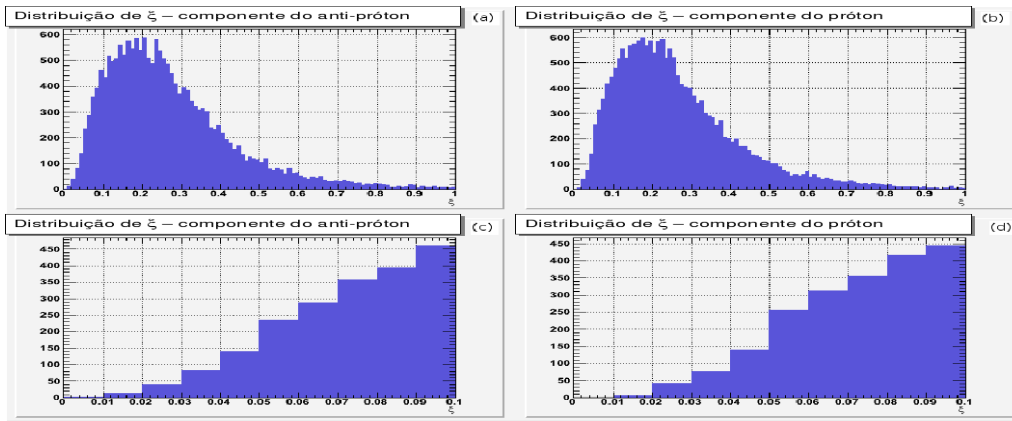 Distribuição de ξ – componente do anti-próton (a)
600
500
400
300
200
100
0
0 0.1 0.2 0.3 0.4 0.5 0.6 0.7 0.8 0.9 1
ξ
Distribuição de ξ – componente do próton (b)
600
500
400
300
200
100
0
0 0.1 0.2 0.3 0.4 0.5 0.6 0.7 0.8 0.9 1
ξ
Distribuição de ξ – componente do anti-próton (c)
450
400
350
300
250
200
150
100
50
0 0.01 0.02 0.03 0.04 0.05 0.06 0.07 0.08 0.09 0.1
ξ
Distribuição de ξ – componente do próton (d)
450
400
350
300
250
200
150
100
50
0
0 0.01 0.02 0.03 0.04 0.05 0.06 0.07 0.08 0.09 0.1
ξ